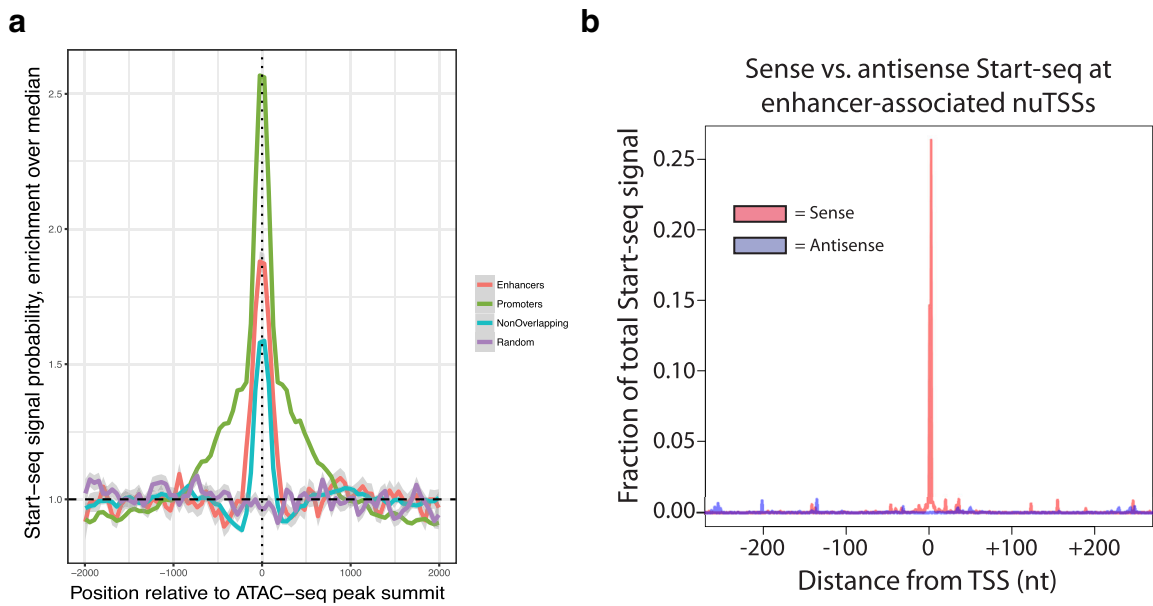 a
Start−seq signal probability, enrichment over median
2.5
2.0
1.5
1.0
−2000
−1000
0
1000
2000
Position relative to ATAC−seq peak summit
Enhancers
Promoters
NonOverlapping
Random
b
Sense vs. antisense Start-seq at
enhancer-associated nuTSSs
Fraction of total Start-seq signal
0.25
0.20
0.15
0.10
0.05
0.00
= Sense
= Antisense
-200
-100
0
+100
+200
Distance from TSS (nt)